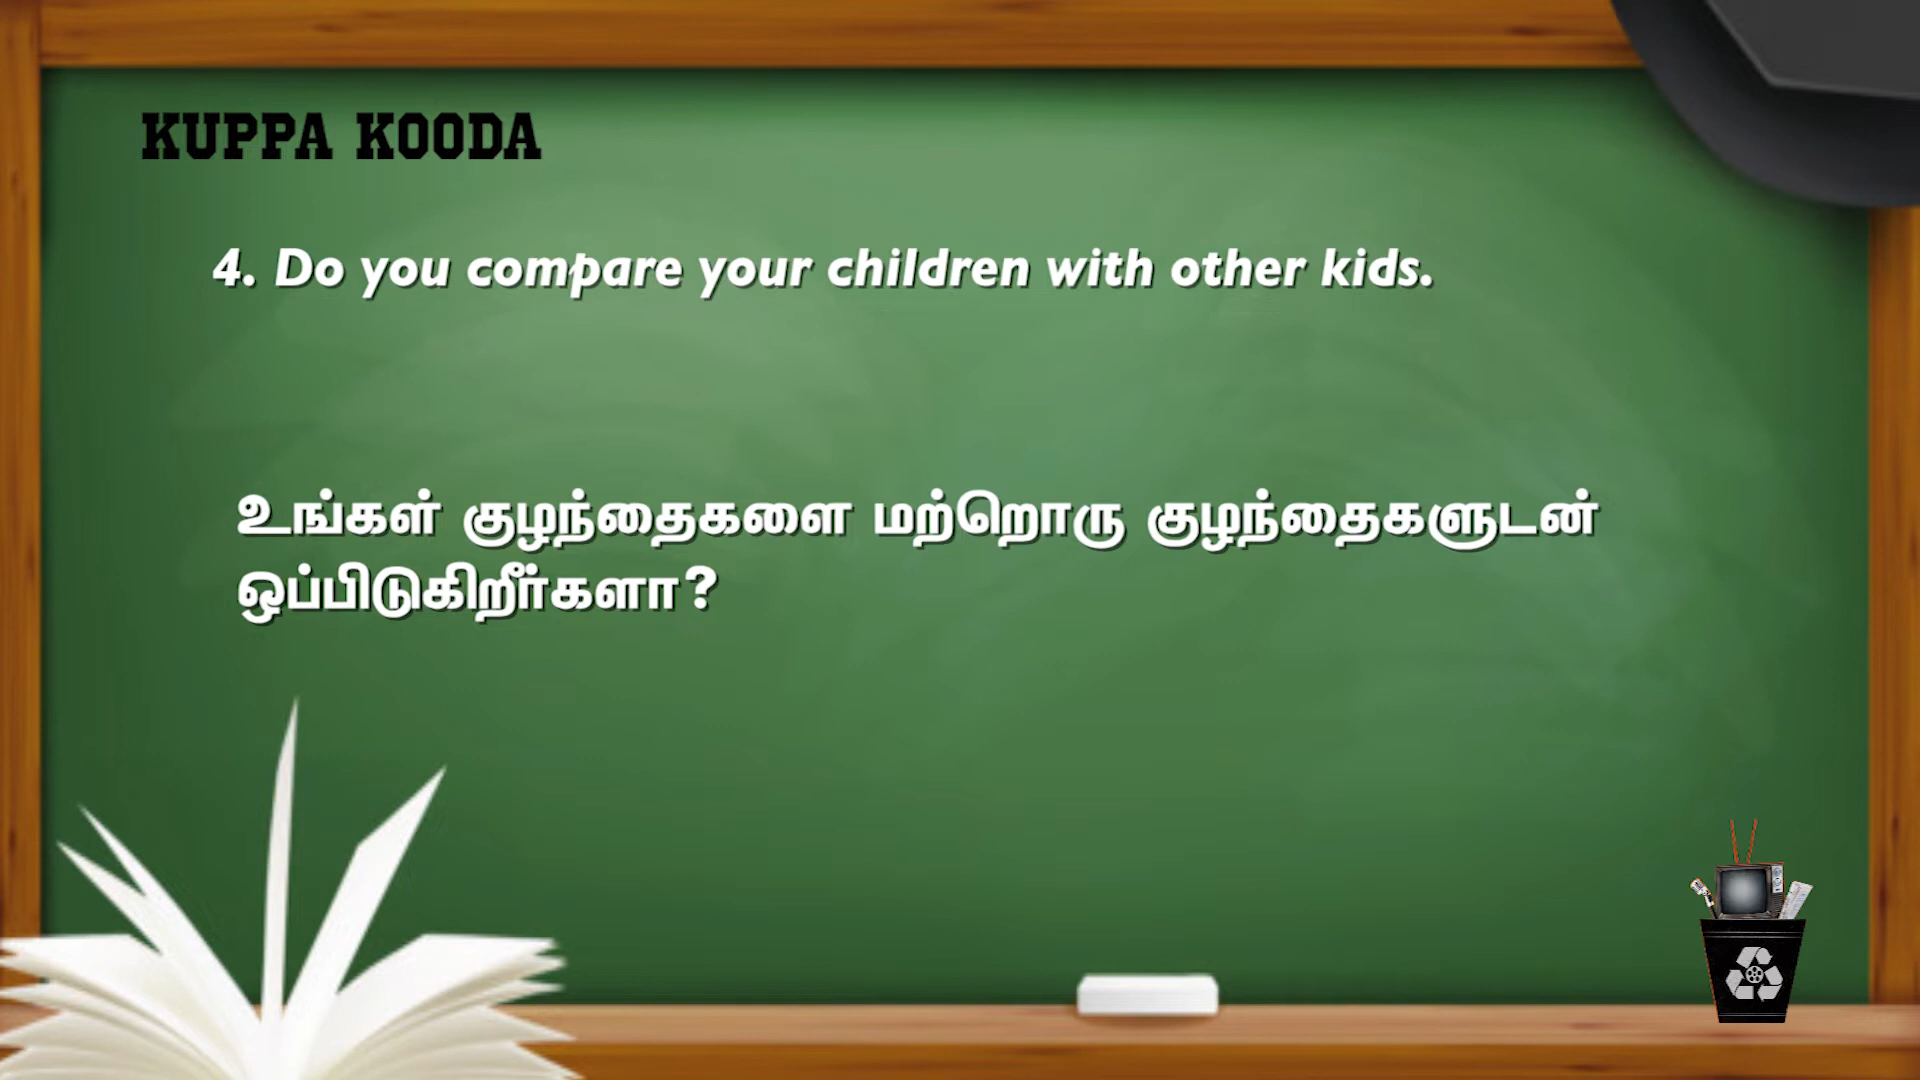 KUPPA KOODA
4. Do you compare your children with other kids.
உங்கள் குழந்தைகளை மற்றொரு குழந்தைகளுடன்
ஒப்பிடுகிறீர்களா?